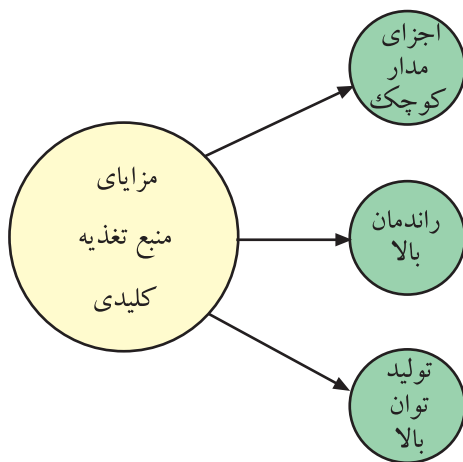 مزایای
منبع تغذیه
کلیدی
اجزای
مدار
کوچک
راندمان
بالا
تولید
توان
بالا